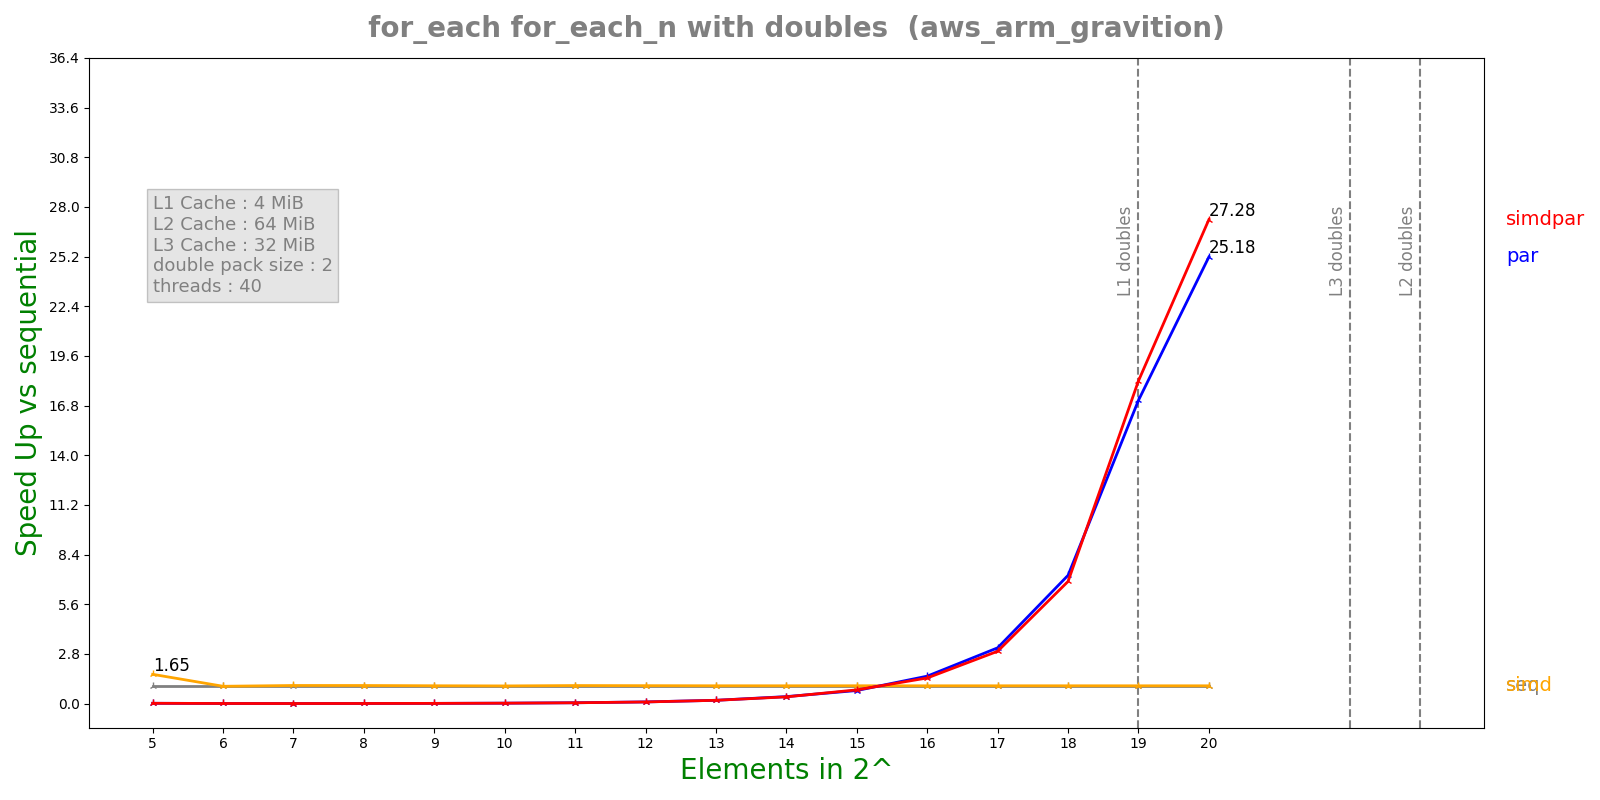 for_each for_each_n with doubles  (aws_arm_gravition)
Speed Up vs sequential
36.4
33.6
30.8
28.0
25.2
22.4
19.6
16.8
14.0
11.2
8.4
5.6
2.8
0.0
L1 Cache : 4 MiB
L2 Cache : 64 MiB
L3 Cache : 32 MiB
double pack size : 2
threads : 40
1.65
L1 doubles
L3 doubles
L2 doubles
27.28
25.18
simdpar
par
simd
seq
5 6 7 8 9 10 11 12 13 14 15 16 17 18 19 20
Elements in 2^